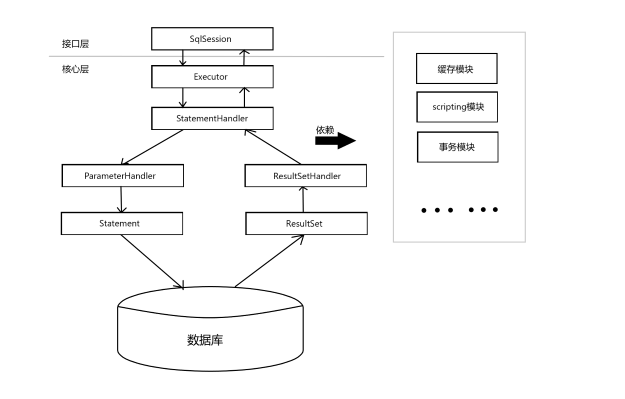 接口层
SqlSession
核心层
Executor
StatementHandler
ParameterHandler
ResultSetHandler
Statement
ResultSet
数据库
依赖
缓存模块
scripting模块
事务模块